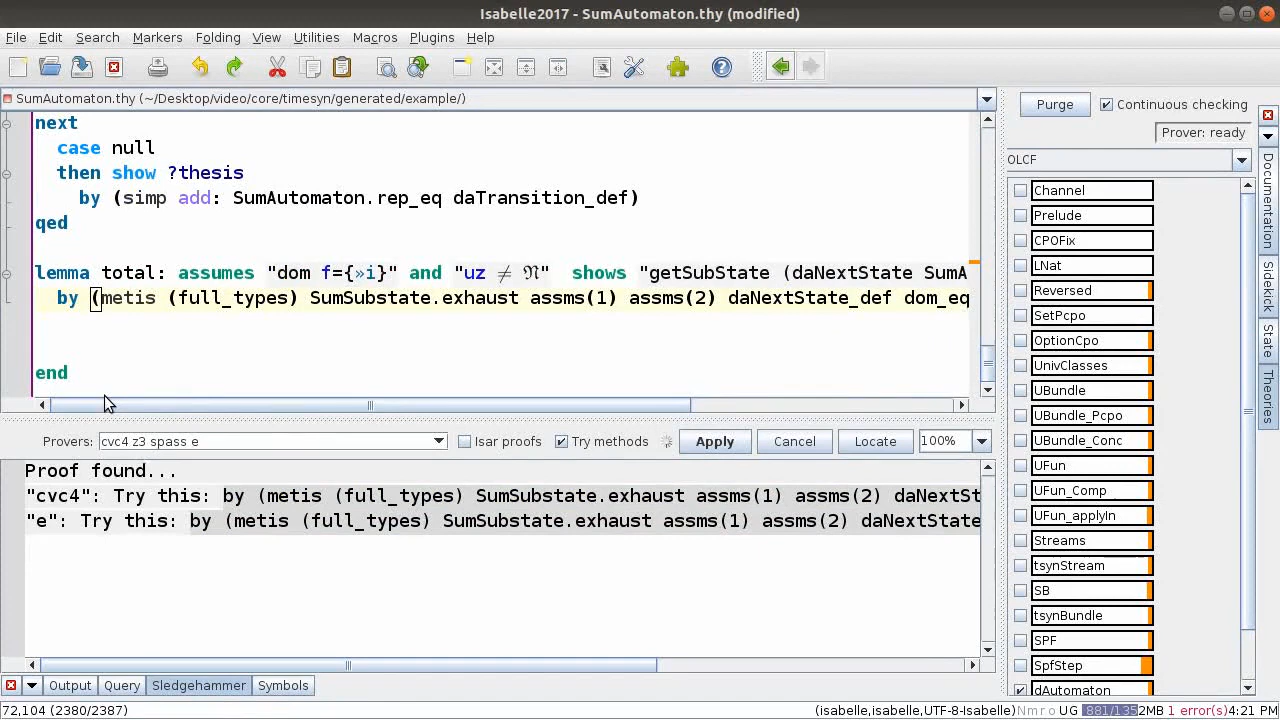 Isabelle2017 - SumAutomaton.thy (modified)
File Edit Search Markers Folding View Utilities Macros Plugins Help
SumAutomaton.thy (~/Desktop/video/core/timesyn/generated/example/)
next
case null
then show ?thesis
by (simp add: SumAutomaton.rep_eq daTransition_def)
qed
lemma total: assumes "dom f={»i}" and "uz ≠ 𝔑" shows "getSubState (daNextState SumA
by (metis (full_types) SumSubstate.exhaust assms(1) assms(2) daNextState_def dom_eq
end
Provers: cvc4 z3 spass e Isar proofs Try methods Apply Cancel Locate 100%
Proof found...
"cvc4": Try this: by (metis (full_types) SumSubstate.exhaust assms(1) assms(2) daNextSt
"e": Try this: by (metis (full_types) SumSubstate.exhaust assms(1) assms(2) daNextState
Output Query Sledgehammer Symbols
72,104 (2380/2387)
(isabelle,isabelle,UTF-8-Isabelle) N m r o UG 881/1352MB 1 error(s) 4:21 PM
Purge Continuous checking
Prover: ready
OLCF
Channel
Prelude
CPOFix
LNat
Reversed
SetPcpo
OptionCpo
UnivClasses
UBundle
UBundle_Pcpo
UBundle_Conc
UFun
UFun_Comp
UFun_applyIn
Streams
tsynStream
SB
tsynBundle
SPF
SpfStep
dAutomaton
Documentation
Sidekick
State
Theories